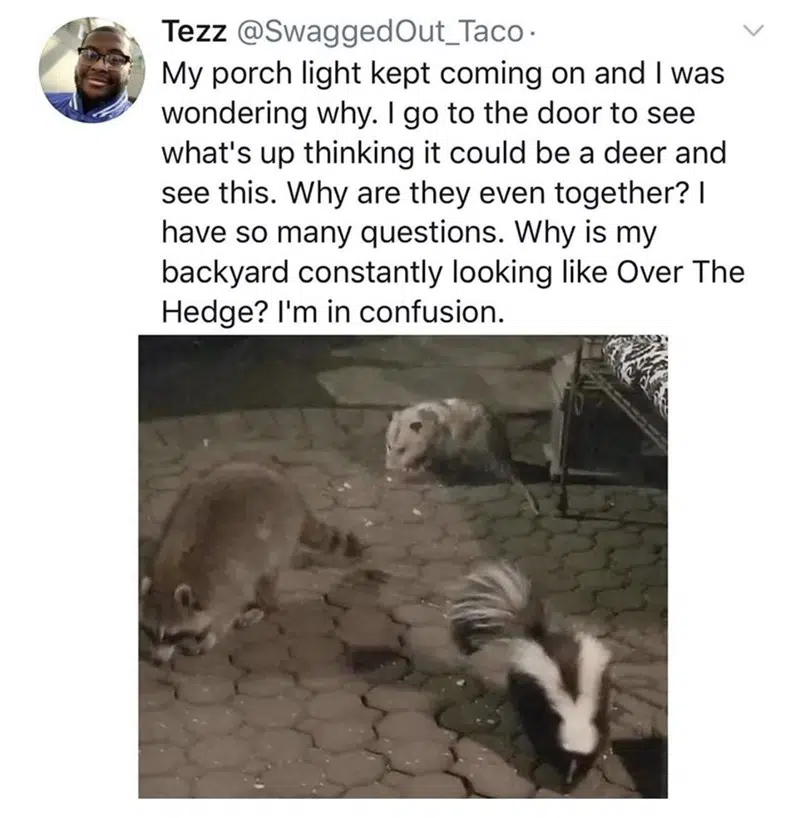 Tezz @SwaggedOut_Taco ·
My porch light kept coming on and I was
wondering why. I go to the door to see
what's up thinking it could be a deer and
see this. Why are they even together? I
have so many questions. Why is my
backyard constantly looking like Over The
Hedge? I'm in confusion.